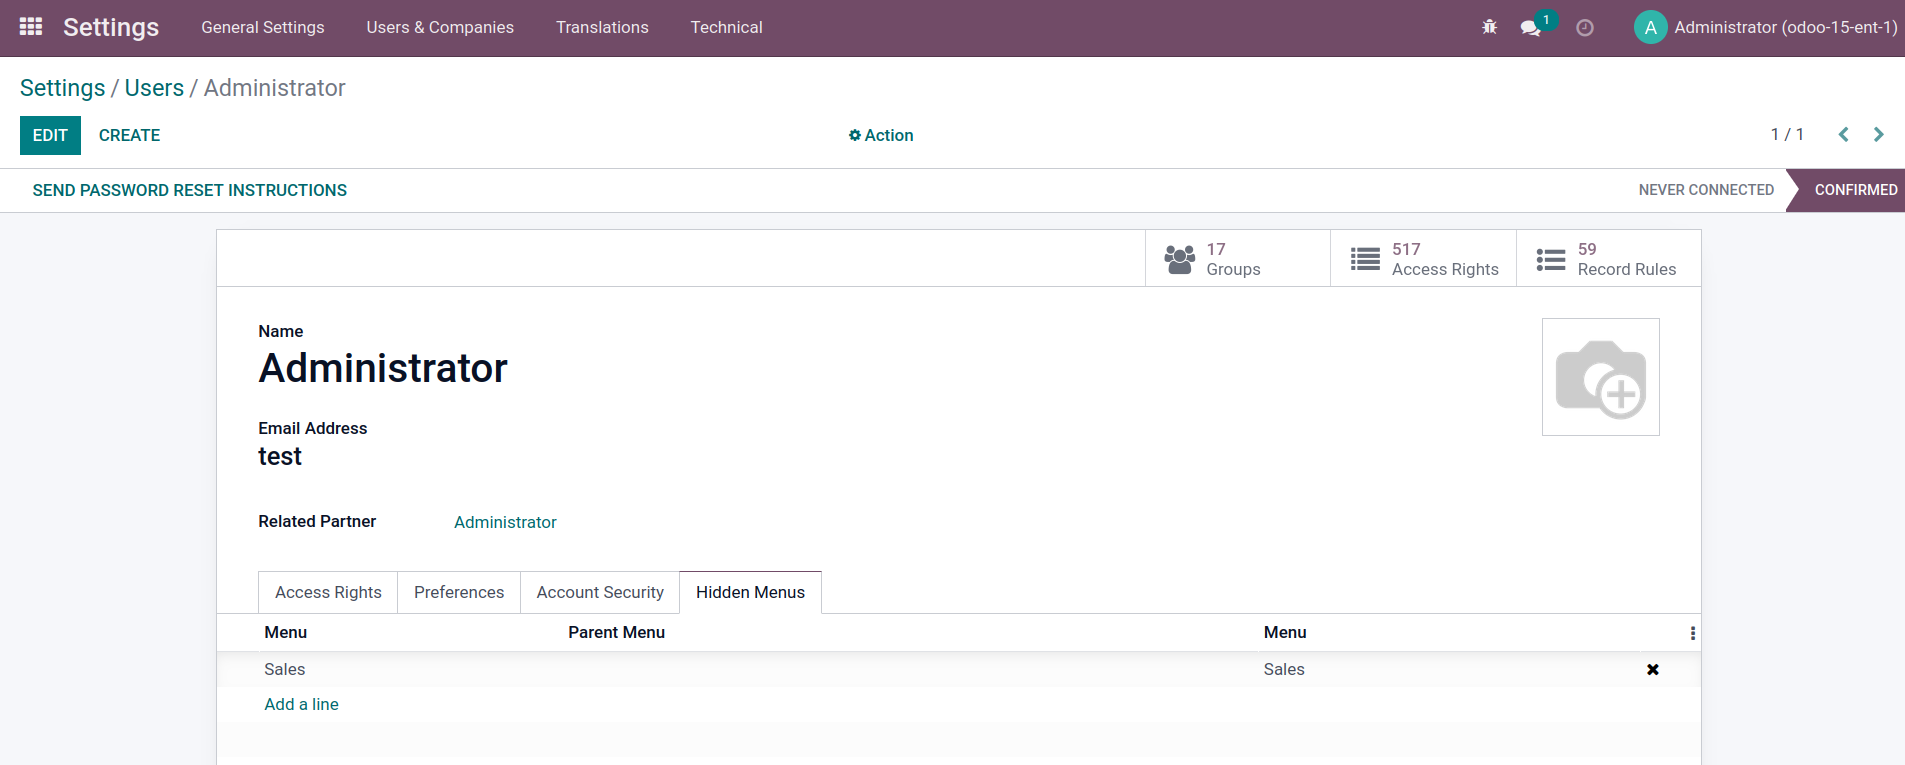 Settings General Settings Users & Companies Translations Technical 1 A Administrator (odoo-15-ent-1)
Settings / Users / Administrator
EDIT CREATE Action 1 / 1
SEND PASSWORD RESET INSTRUCTIONS NEVER CONNECTED CONFIRMED
17 Groups
517 Access Rights
59 Record Rules
Name
Administrator
Email Address
test
Related Partner Administrator
Access Rights Preferences Account Security Hidden Menus
Menu Parent Menu Menu
Sales Sales
Add a line